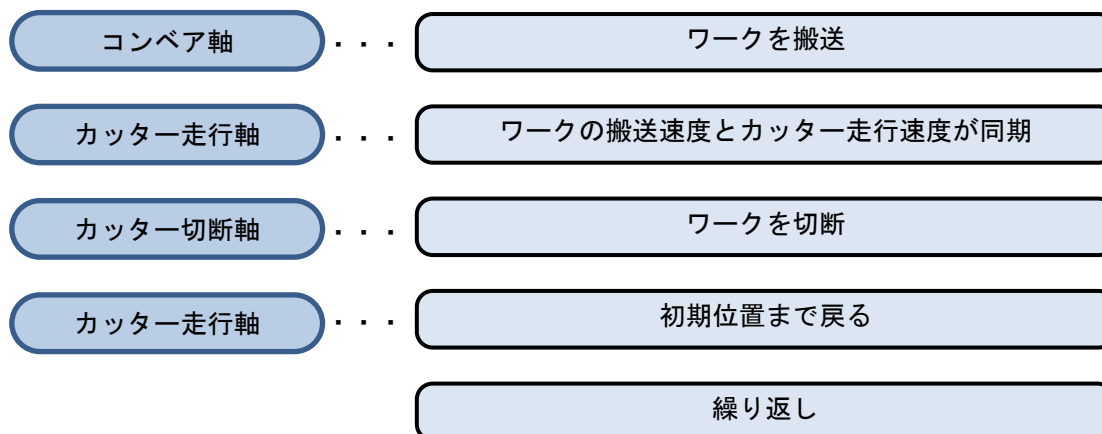 コンベア軸 ・・・ ワークを搬送
カッター走行軸 ・・・ ワークの搬送速度とカッター走行速度が同期
カッター切断軸 ・・・ ワークを切断
カッター走行軸 ・・・ 初期位置まで戻る
繰り返し